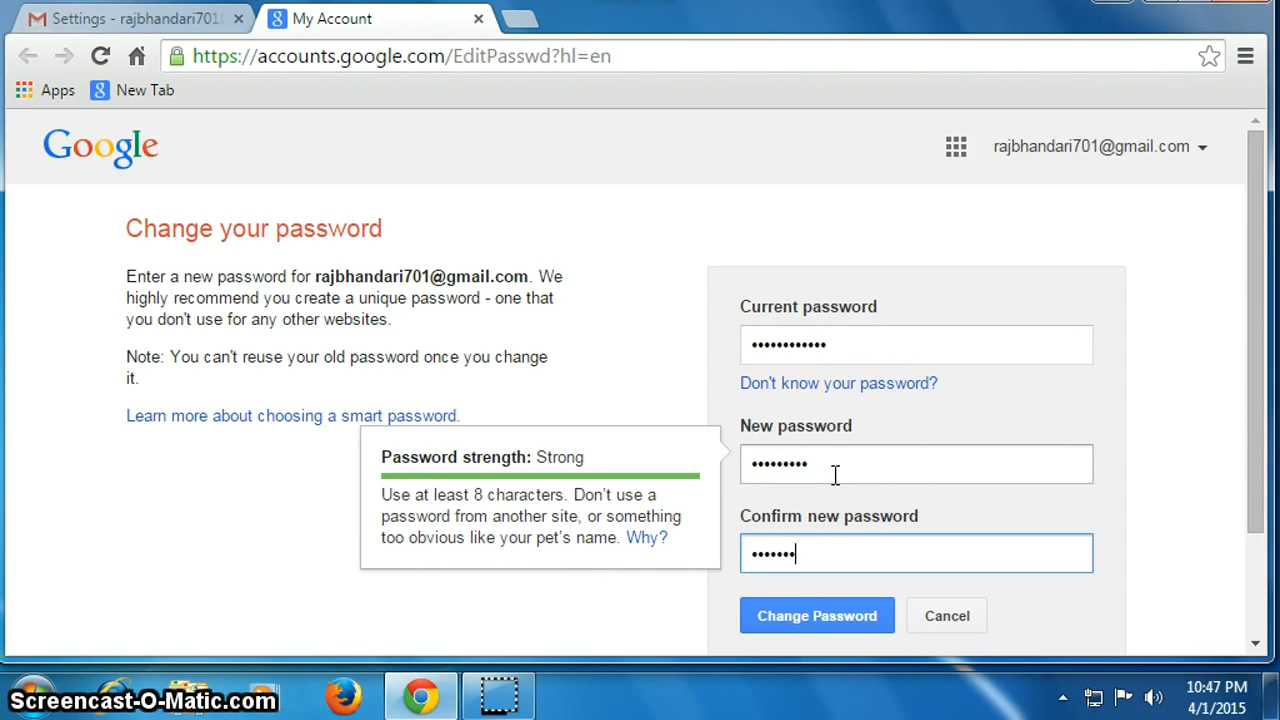 Settings - rajbhandari701
My Account
https://accounts.google.com/EditPasswd?hl=en
Apps
New Tab
Google
rajbhandari701@gmail.com
Change your password
Enter a new password for rajbhandari701@gmail.com. We
highly recommend you create a unique password - one that
you don't use for any other websites.
Note: You can't reuse your old password once you change
it.
Learn more about choosing a smart password.
Password strength: Strong
Use at least 8 characters. Don't use a
password from another site, or something
too obvious like your pet's name. Why?
Current password
••••••••••••
Don't know your password?
New password
•••••••••
Confirm new password
•••••••
Change Password
Cancel
Screencast-O-Matic.com
10:47 PM
4/1/2015